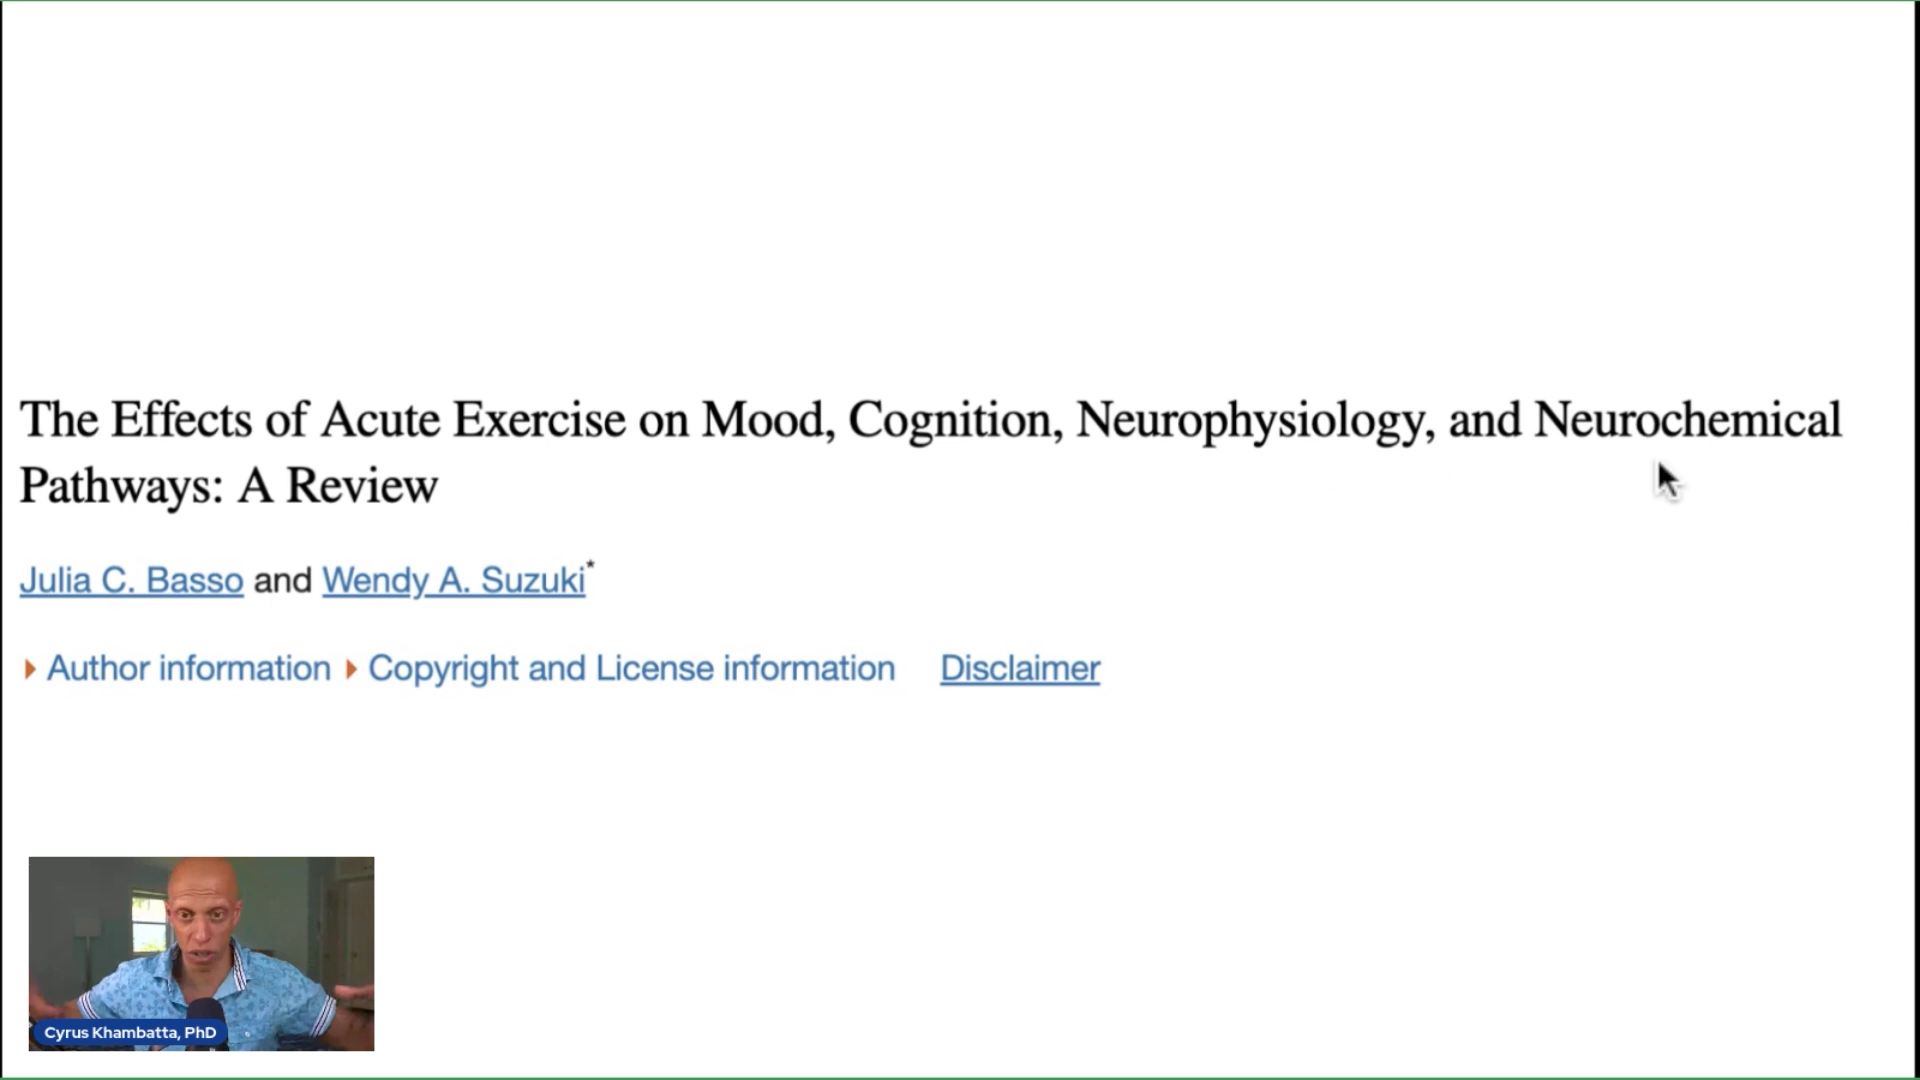 The Effects of Acute Exercise on Mood, Cognition, Neurophysiology, and Neurochemical
Pathways: A Review
Julia C. Basso and Wendy A. Suzuki*
Author information Copyright and License information Disclaimer
Cyrus Khambatta, PhD